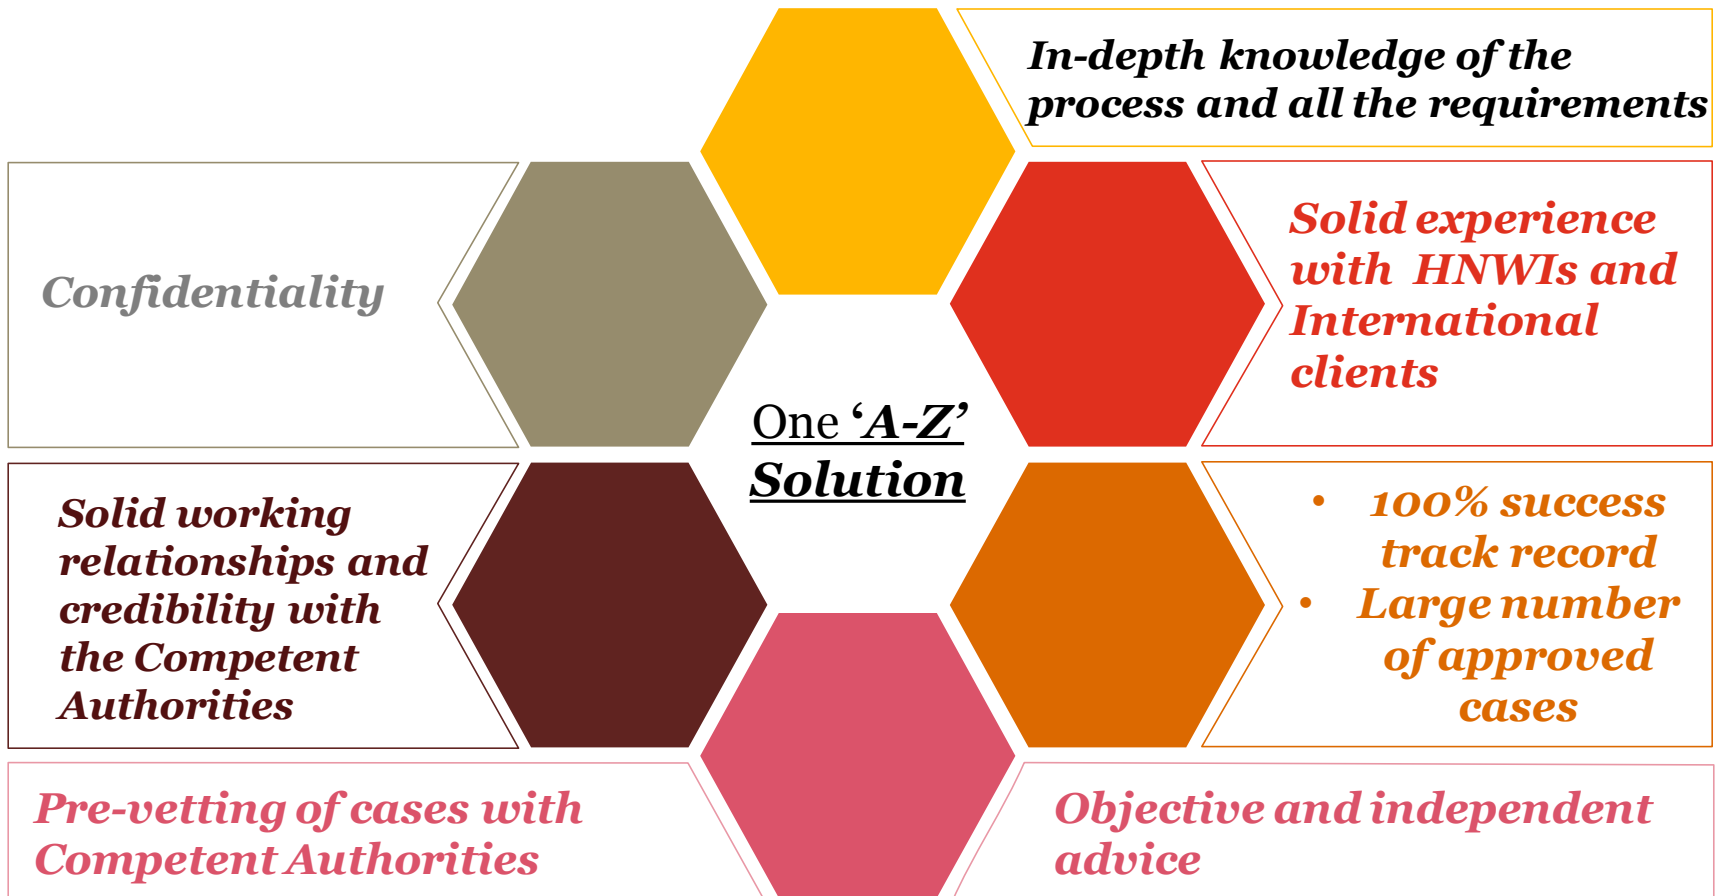 In-depth knowledge of the
process and all the requirements
Confidentiality
Solid experience
with HNWIs and
International
clients
One ‘A-Z’
Solution
Solid working
relationships and
credibility with
the Competent
Authorities
• 100% success
track record
• Large number
of approved
cases
Pre-vetting of cases with
Competent Authorities
Objective and independent
advice